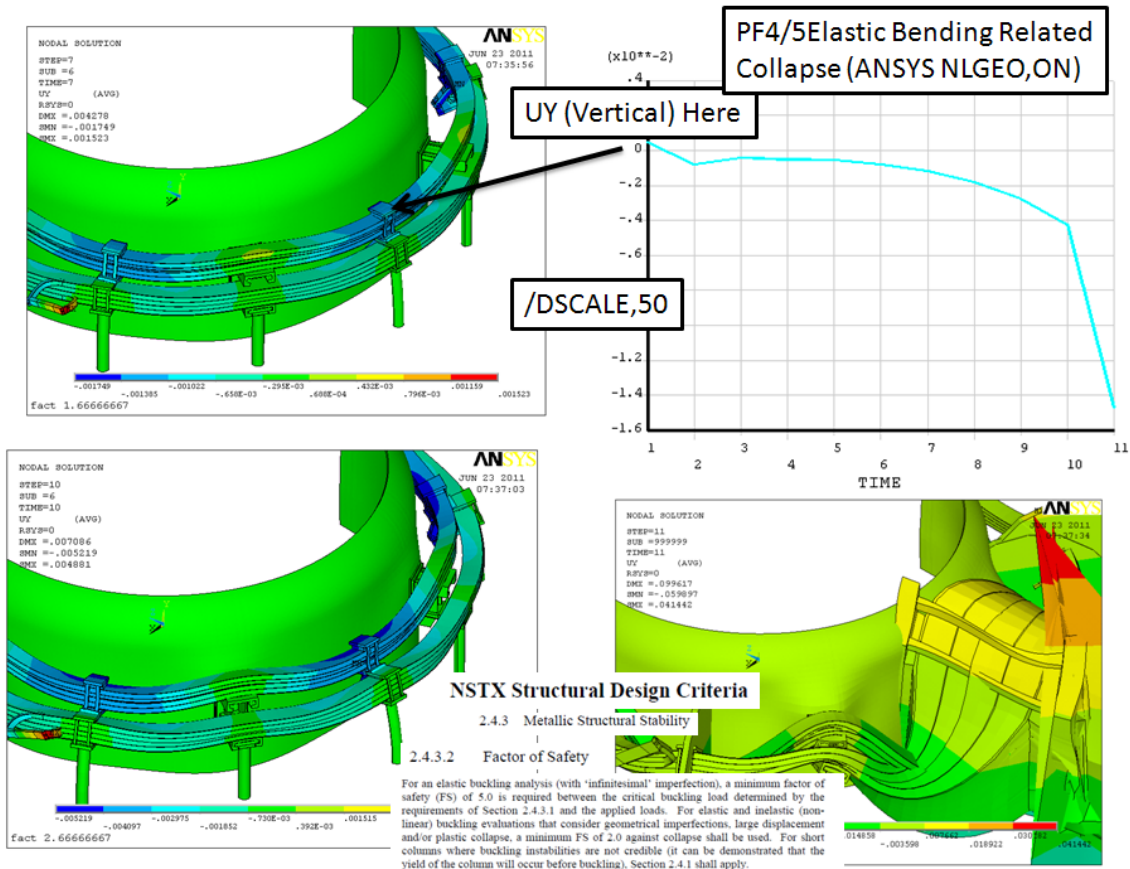 ANSYS
JUN 23 2011
07:35:56
NODAL SOLUTION
STEP=7
SUB =6
TIME=7
UY (AVG)
RSYS=0
DMX =.004278
SMN =-.001749
SMX =.001523
-.001749 -.001022 -.295E-03 .432E-03 .001159
-.001385 -.658E-03 .688E-04 .796E-03 .001523
fact 1.66666667
PF4/5Elastic Bending Related
Collapse (ANSYS NLGEO,ON)
UY (Vertical) Here
/DSCALE,50
(x10**-2)
.4
0
-.2
-.4
-.6
-1.2
-1.4
-1.6
1 3 5 7 9 11
2 4 6 8 10
TIME
ANSYS
JUN 23 2011
07:37:03
NODAL SOLUTION
STEP=10
SUB =6
TIME=10
UY (AVG)
RSYS=0
DMX =.007086
SMN =-.005219
SMX =.004881
-.005219 -.002975 -.730E-03 .001515
-.004097 -.001852 .392E-03
fact 2.66666667
ANSYS
JUN 23 2011
07:37:34
NODAL SOLUTION
STEP=11
SUB =999999
TIME=11
UY (AVG)
RSYS=0
DMX =.099617
SMN =-.059897
SMX =.041442
.014858 .007662
-.003598 .018922 .041442
NSTX Structural Design Criteria
2.4.3 Metallic Structural Stability
2.4.3.2 Factor of Safety
For an elastic buckling analysis (with 'infinitesimal' imperfection), a minimum factor of
safety (FS) of 5.0 is required between the critical buckling load determined by the
requirements of Section 2.4.3.1 and the applied loads. For elastic and inelastic (non-
linear) buckling evaluations that consider geometrical imperfections, large displacement
and/or plastic collapse, a minimum FS of 2.0 against collapse shall be used. For short
columns where buckling instabilities are not credible (it can be demonstrated that the
yield of the column will occur before buckling), Section 2.4.1 shall apply.